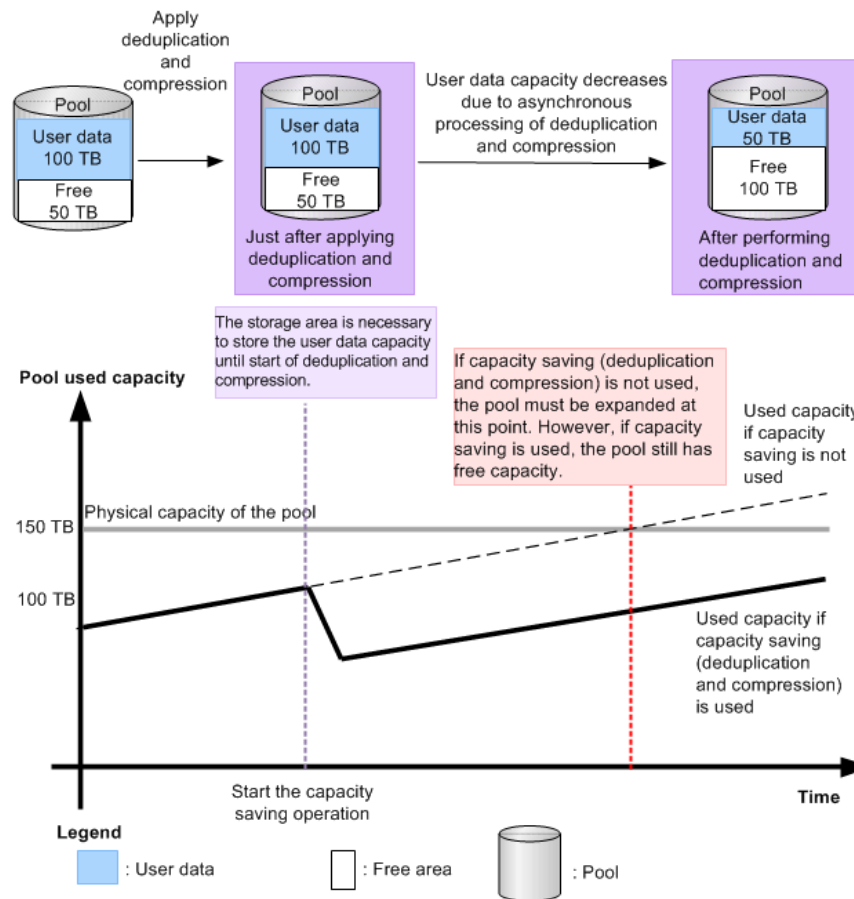 Apply
deduplication
and
compression
Pool
User data
100 TB
Free
50 TB
Pool
User data
100 TB
Free
50 TB
Just after applying
deduplication and
compression
User data capacity decreases
due to asynchronous
processing of deduplication
and compression
Pool
User data
50 TB
Free
100 TB
After performing
deduplication and
compression
The storage area is necessary
to store the user data capacity
until start of deduplication and
compression.
If capacity saving (deduplication
and compression) is not used,
the pool must be expanded at
this point. However, if capacity
saving is used, the pool still has
free capacity.
Pool used capacity
Used capacity
if capacity
saving is not
used
Physical capacity of the pool
150 TB
100 TB
Used capacity if
capacity saving
(deduplication
and compression)
is used
Start the capacity
saving operation
Time
Legend
: User data
: Free area
: Pool